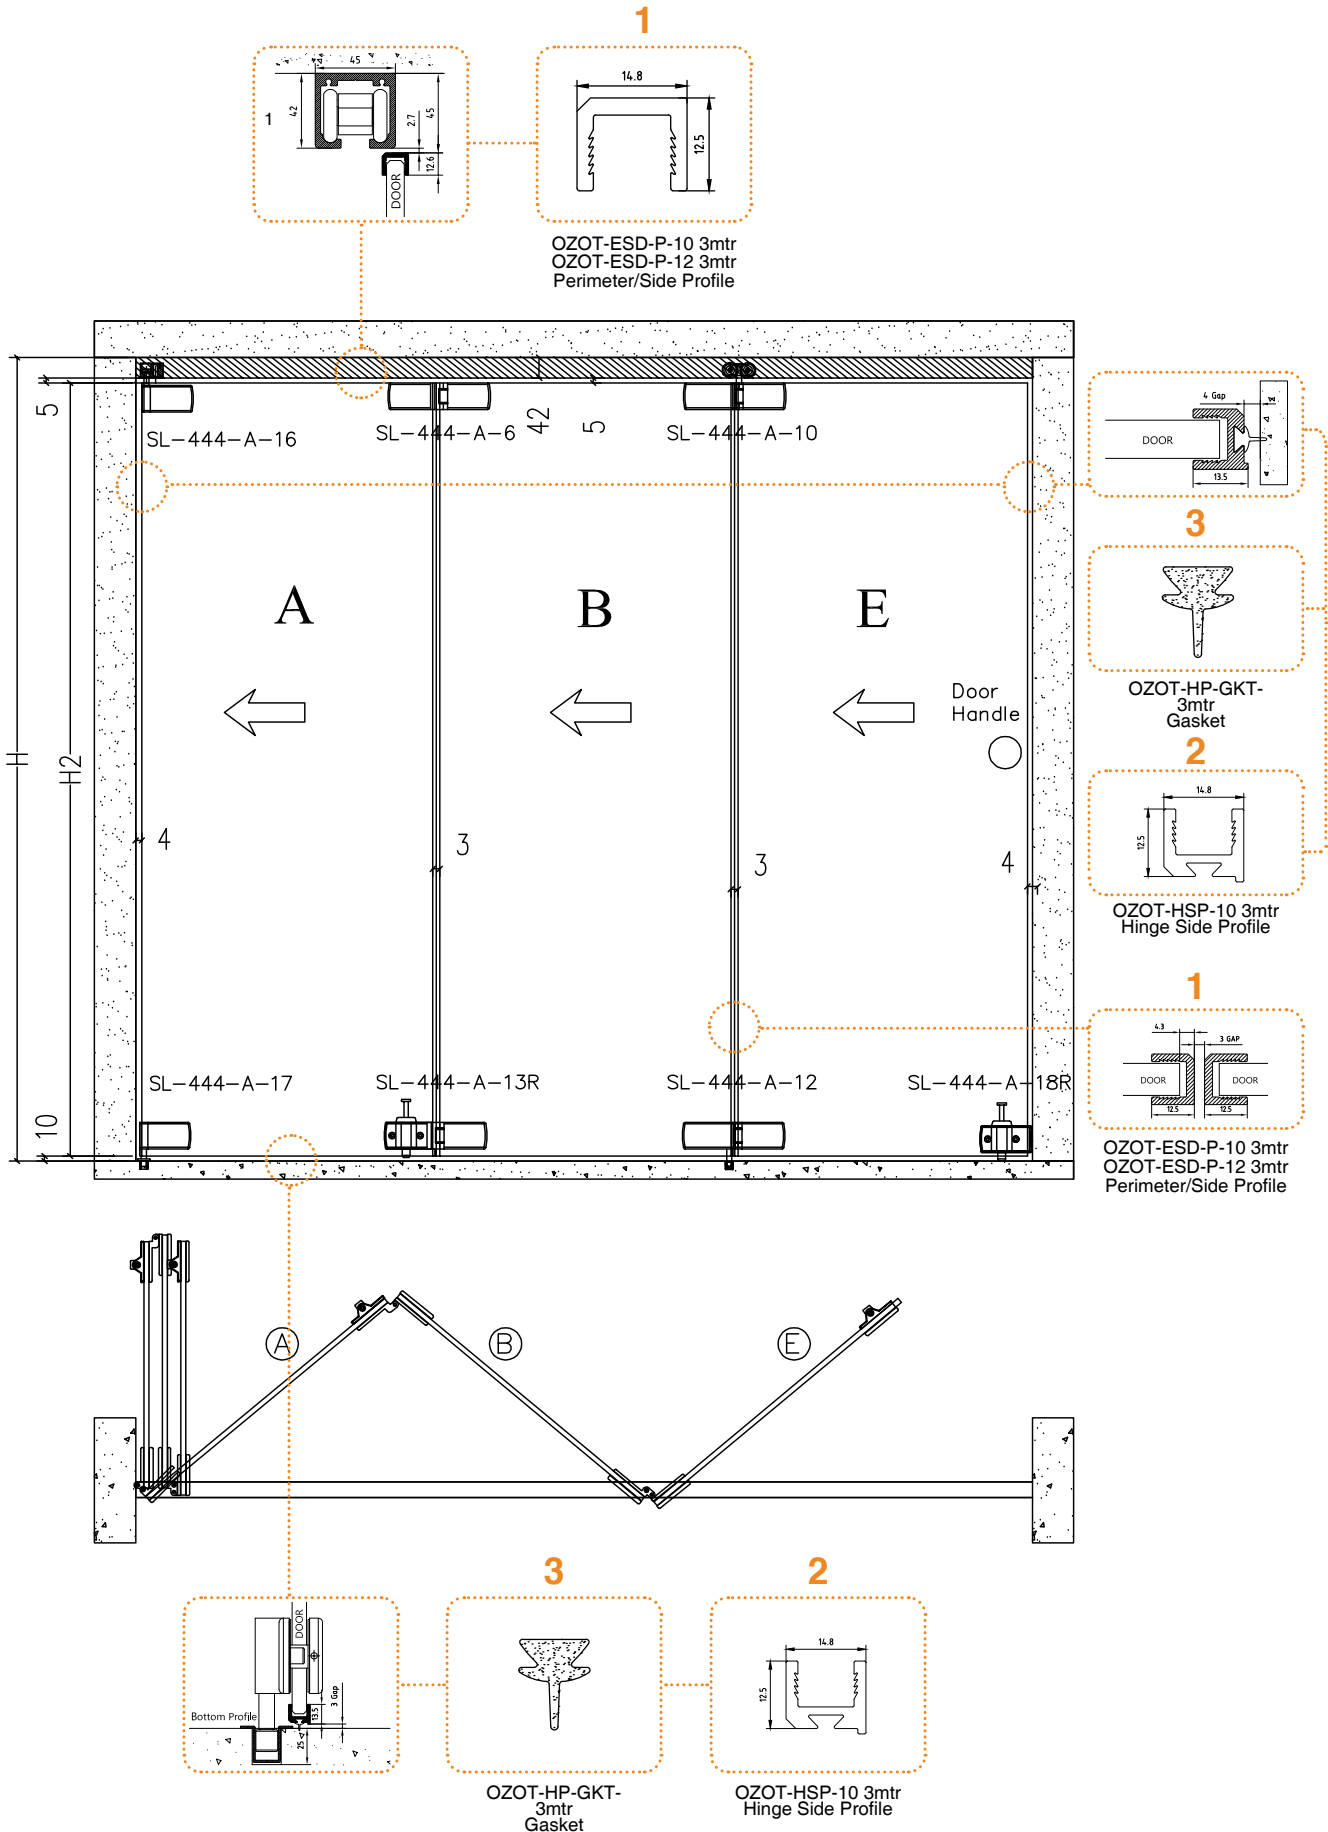 1
45
42
1
2.7
45
12.6
DOOR
14.8
12.5
OZOT-ESD-P-10 3mtr
OZOT-ESD-P-12 3mtr
Perimeter/Side Profile
5
SL-444-A-16
SL-444-A-6
42
5
SL-444-A-10
4 Gap
DOOR
13.5
3
OZOT-HP-GKT-
3mtr
Gasket
A
B
E
Door
Handle
H
H2
2
14.8
12.5
OZOT-HSP-10 3mtr
Hinge Side Profile
4
3
3
4
1
4.3
3 GAP
DOOR
DOOR
12.5
12.5
OZOT-ESD-P-10 3mtr
OZOT-ESD-P-12 3mtr
Perimeter/Side Profile
SL-444-A-17
SL-444-A-13R
SL-444-A-12
SL-444-A-18R
10
A
B
E
3
2
DOOR
3 Gap
13.5
Bottom Profile
25
14.8
12.5
OZOT-HP-GKT-
3mtr
Gasket
OZOT-HSP-10 3mtr
Hinge Side Profile